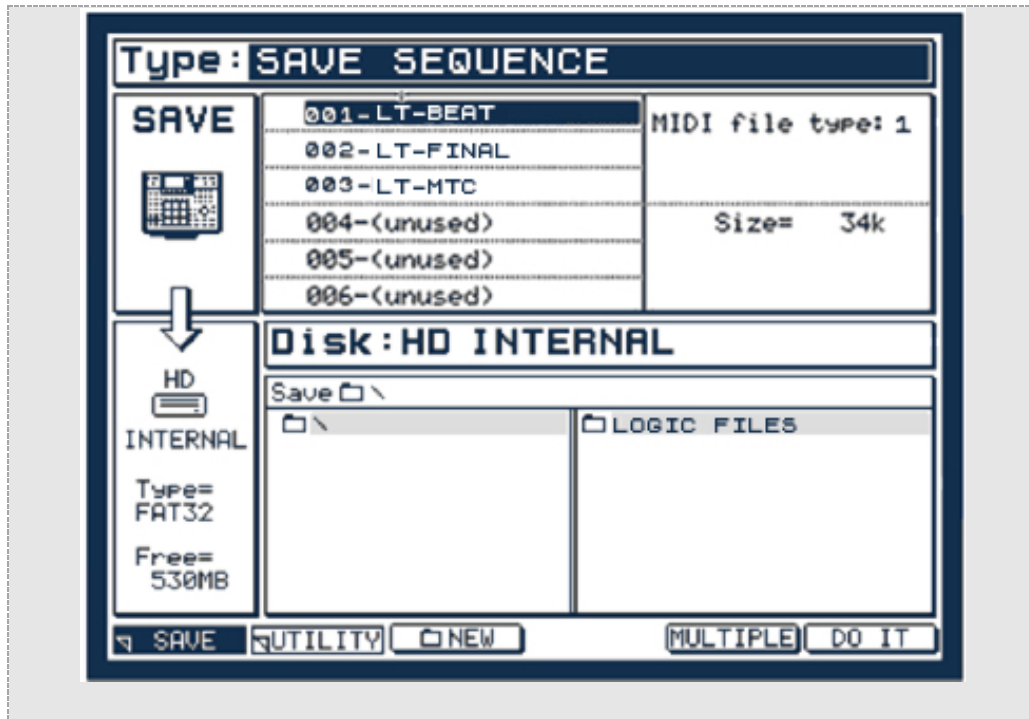 Type:SAVE SEQUENCE
SAVE
001-LT-BEAT
002-LT-FINAL
003-LT-MTC
004-(unused)
005-(unused)
006-(unused)
MIDI file type: 1
Size= 34k
Disk:HD INTERNAL
HD
INTERNAL
Type=
FAT32
Free=
530MB
Save \
\
LOGIC FILES
SAVE
UTILITY
NEW
MULTIPLE
DO IT